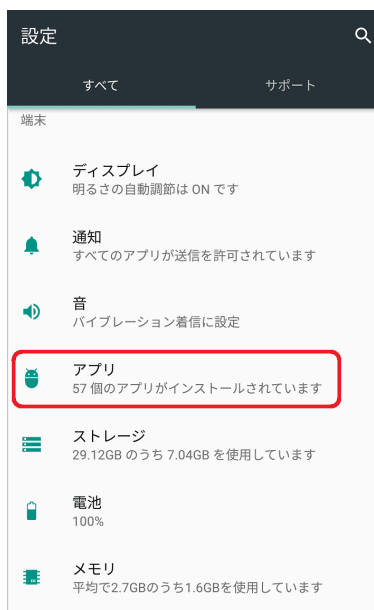 設定
すべて
サポート
端末
ディスプレイ
明るさの自動調節は ON です
通知
すべてのアプリが送信を許可されています
音
バイブレーション着信に設定
アプリ
57 個のアプリがインストールされています
ストレージ
29.12GB のうち 7.04GB を使用しています
電池
100%
メモリ
平均で2.7GBのうち1.6GBを使用しています